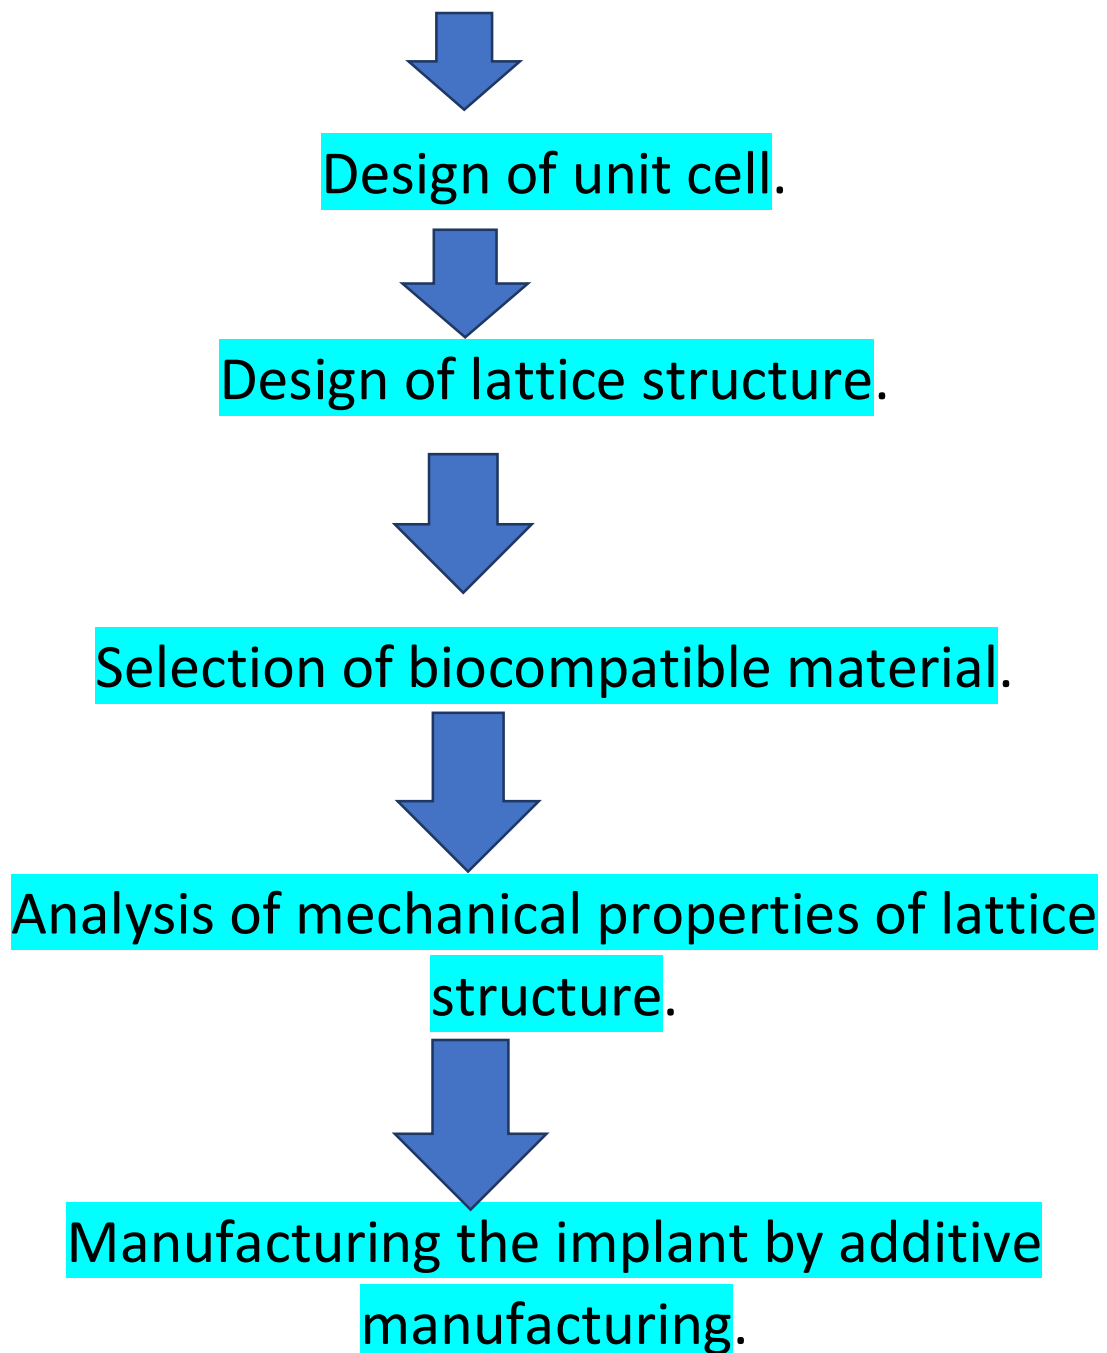 Design of unit cell.
Design of lattice structure.
Selection of biocompatible material.
Analysis of mechanical properties of lattice
structure.
Manufacturing the implant by additive
manufacturing.